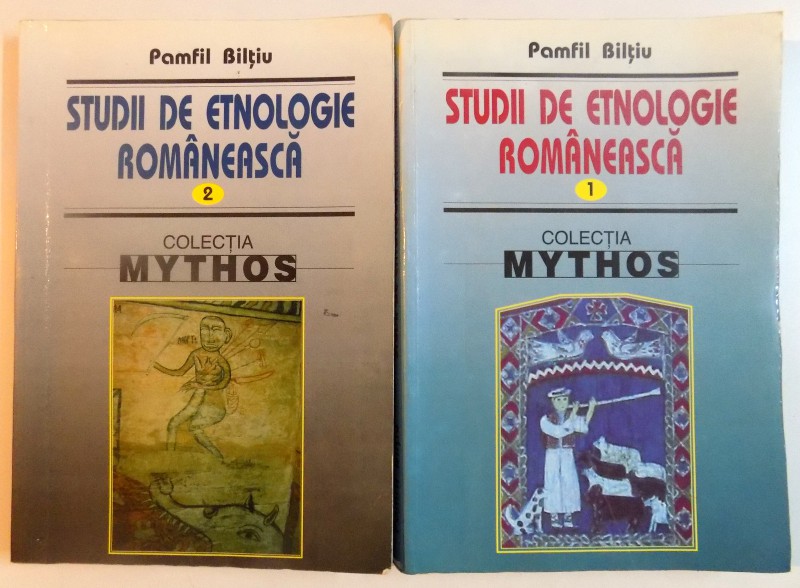 Pamfil Bilțiu
STUDII DE ETNOLOGIE
ROMÂNEASCĂ
2
COLECȚIA
MYTHOS
Pamfil Bilțiu
STUDII DE ETNOLOGIE
ROMÂNEASCĂ
1
COLECȚIA
MYTHOS